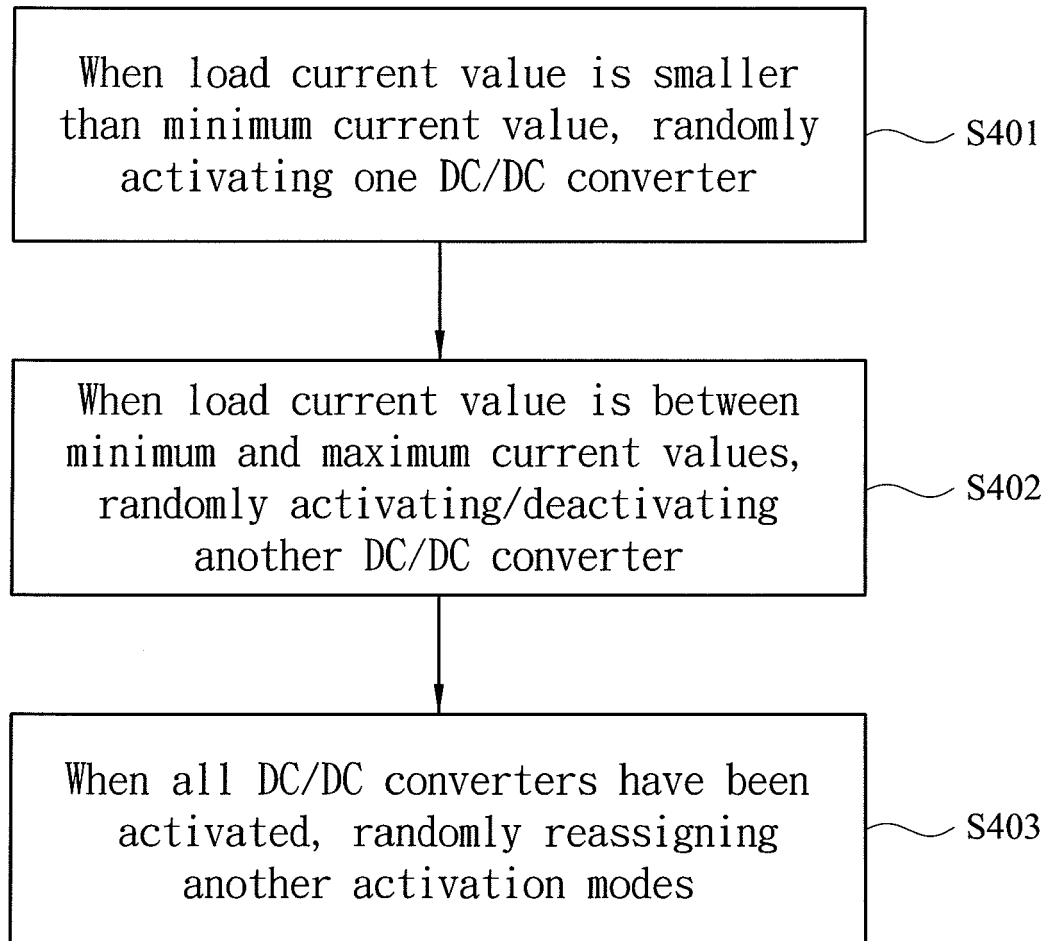 When load current value is smaller
than minimum current value, randomly
activating one DC/DC converter
S401
When load current value is between
minimum and maximum current values,
randomly activating/deactivating
another DC/DC converter
S402
When all DC/DC converters have been
activated, randomly reassigning
another activation modes
S403